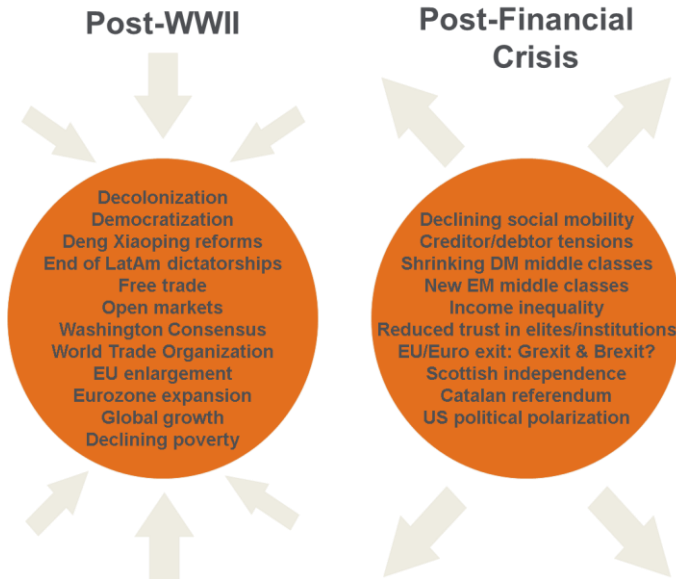 Post-WWII
Decolonization
Democratization
Deng Xiaoping reforms
End of LatAm dictatorships
Free trade
Open markets
Washington Consensus
World Trade Organization
EU enlargement
Eurozone expansion
Global growth
Declining poverty
Post-Financial
Crisis
Declining social mobility
Creditor/debtor tensions
Shrinking DM middle classes
New EM middle classes
Income inequality
Reduced trust in elites/institutions
EU/Euro exit: Grexit & Brexit?
Scottish independence
Catalan referendum
US political polarization